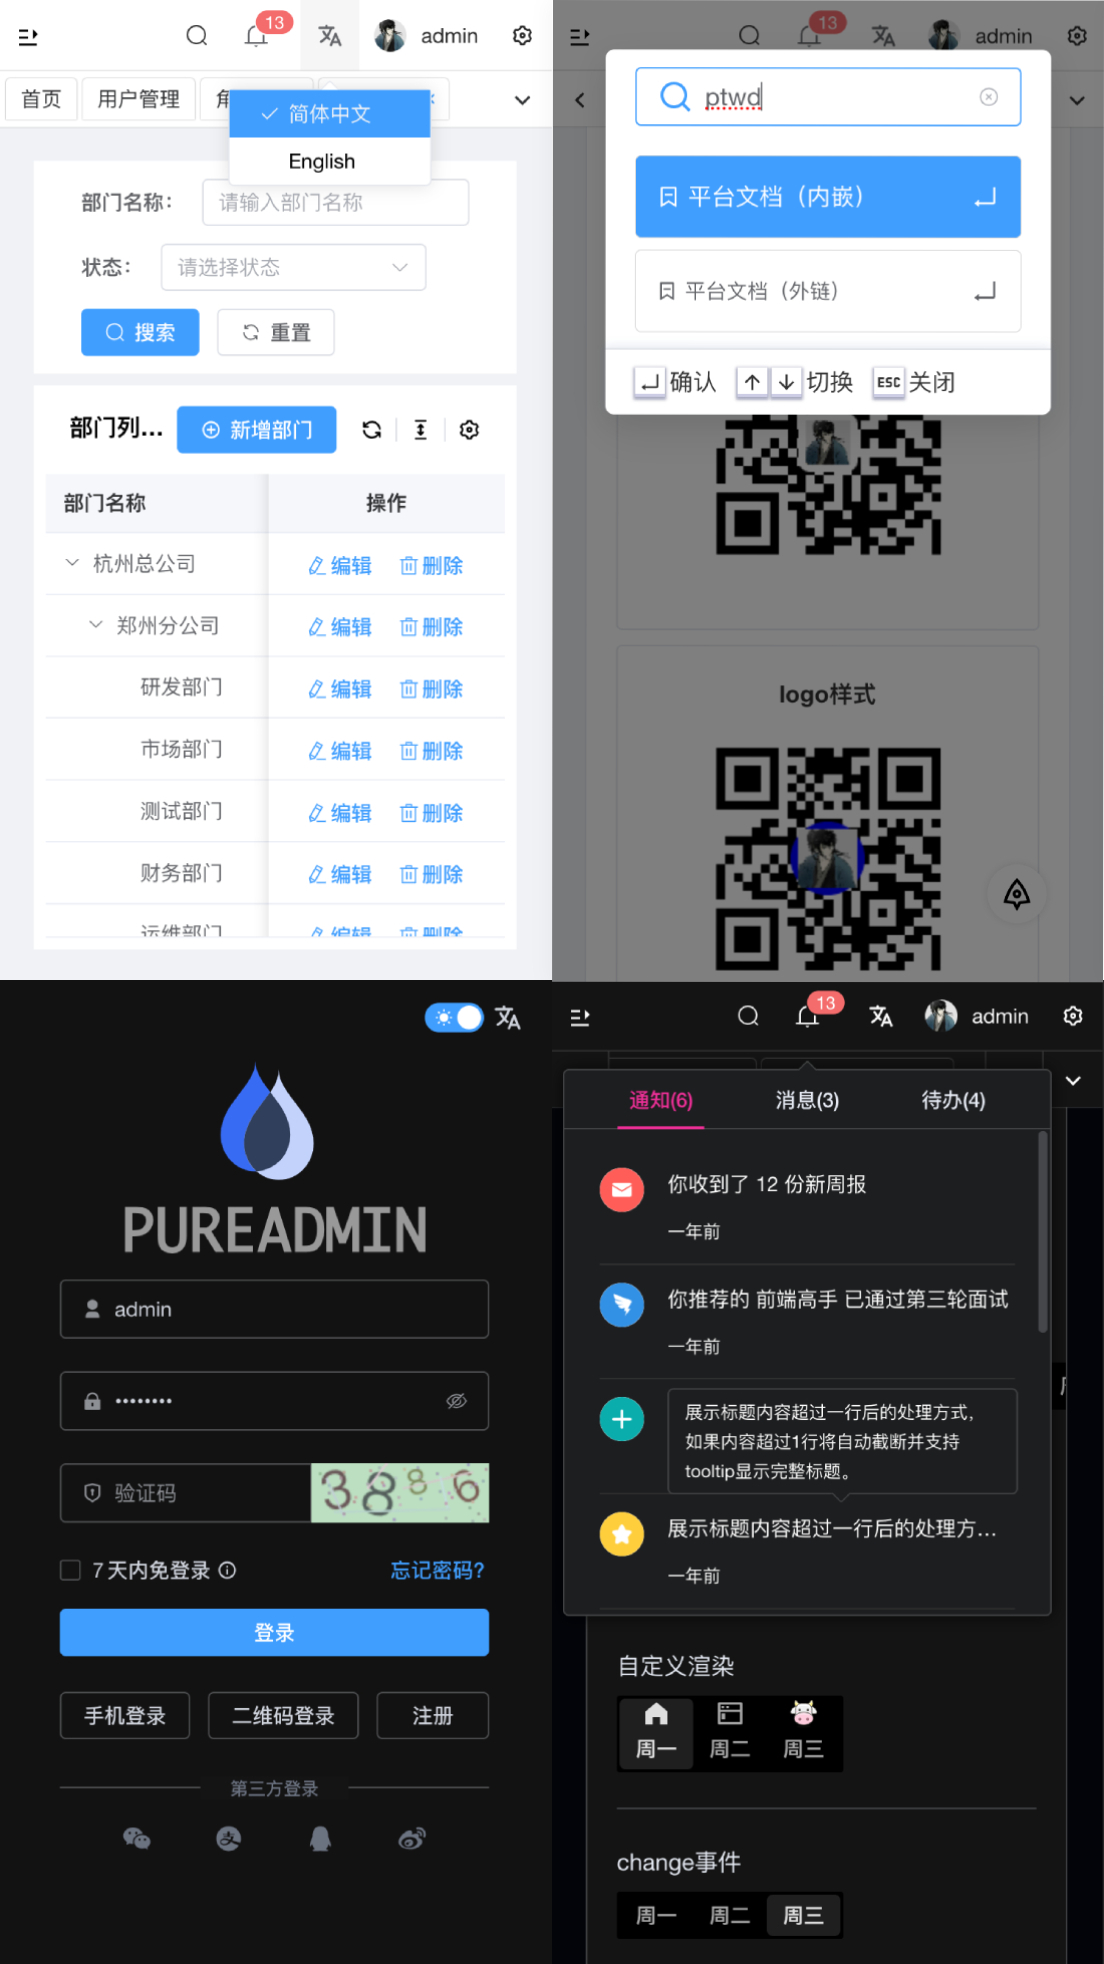 13
admin
首页
用户管理
简体中文
English
部门名称:
请输入部门名称
状态:
请选择状态
搜索
重置
部门列...
新增部门
部门名称
操作
杭州总公司
编辑
删除
郑州分公司
编辑
删除
研发部门
编辑
删除
市场部门
编辑
删除
测试部门
编辑
删除
财务部门
编辑
删除
运维部门
编辑
删除
13
admin
ptwd
平台文档（内嵌）
平台文档（外链）
确认
切换
ESC
关闭
logo样式
PUREADMIN
admin
••••••••
验证码
3886
7 天内免登录
忘记密码?
登录
手机登录
二维码登录
注册
第三方登录
13
admin
通知(6)
消息(3)
待办(4)
你收到了 12 份新周报
一年前
你推荐的 前端高手 已通过第三轮面试
一年前
展示标题内容超过一行后的处理方式，
如果内容超过1行将自动截断并支持
tooltip显示完整标题。
展示标题内容超过一行后的处理方...
一年前
自定义渲染
周一
周二
周三
change事件
周一
周二
周三